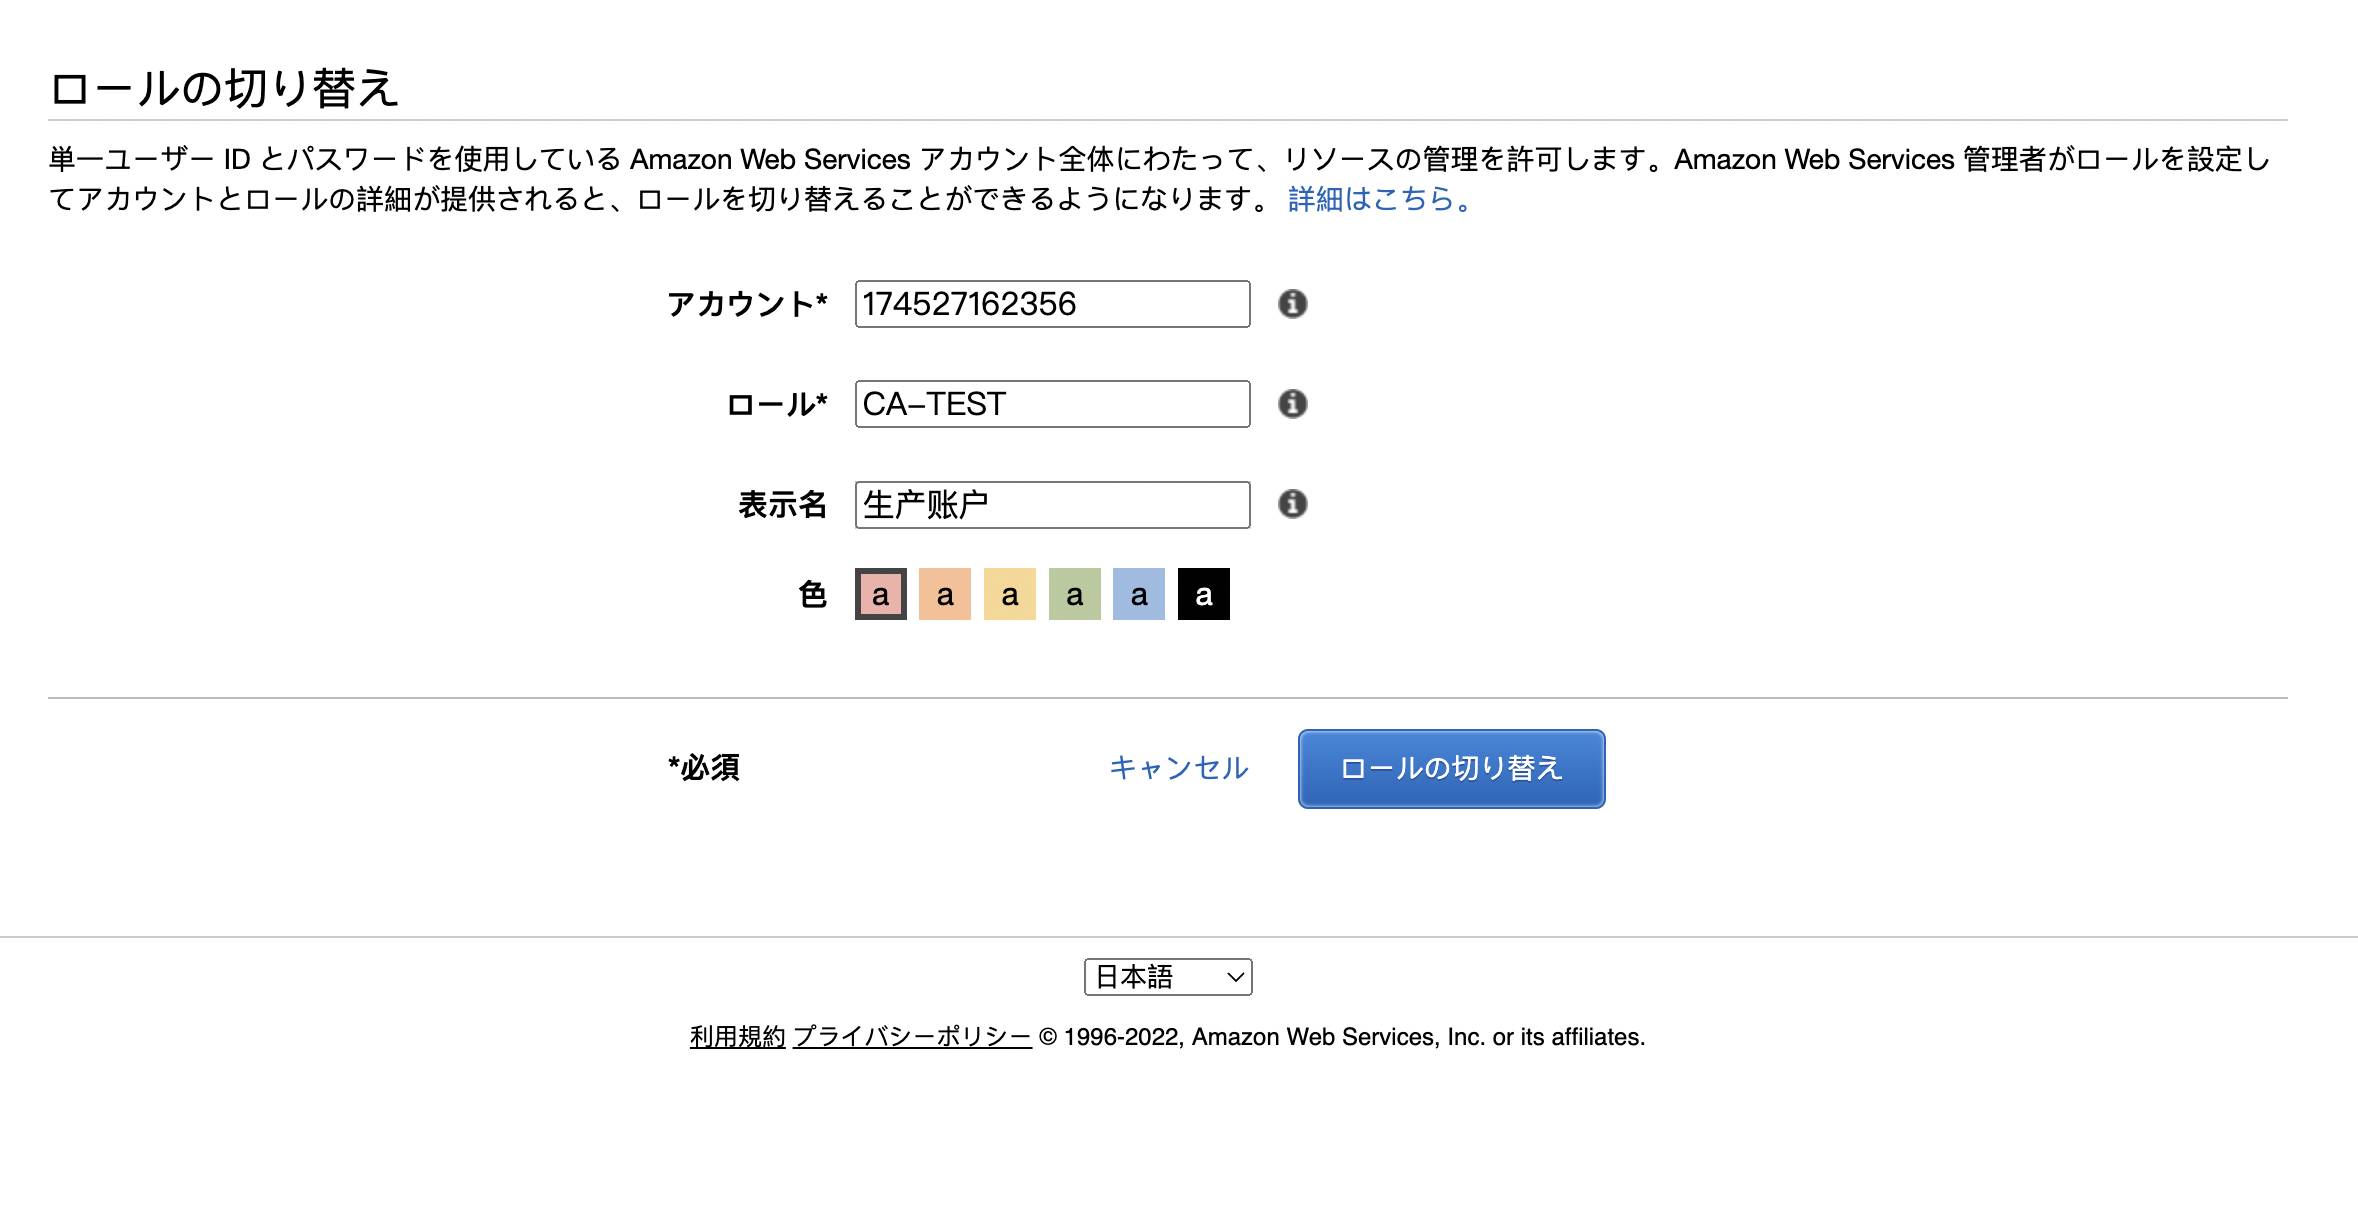 ロールの切り替え
単一ユーザー ID とパスワードを使用している Amazon Web Services アカウント全体にわたって、リソースの管理を許可します。Amazon Web Services 管理者がロールを設定し
てアカウントとロールの詳細が提供されると、ロールを切り替えることができるようになります。 詳細はこちら。
アカウント* 174527162356
ロール* CA-TEST
表示名 生产账户
色 a a a a a a
*必須 キャンセル ロールの切り替え
日本語
利用規約 プライバシーポリシー © 1996-2022, Amazon Web Services, Inc. or its affiliates.